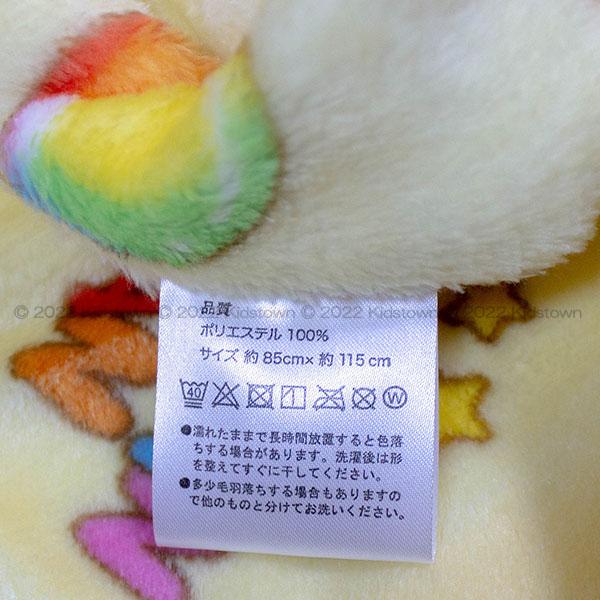 © 2022 Kidstown © 2022 Kidstown © 2022 Kidstown © 2022 Kidstown
品質
ポリエステル 100%
サイズ 約 85cm× 約 115cm
40 W
●濡れたままで長時間放置すると色落
ちする場合があります。洗濯後は形
を整えてすぐに干してください。
●多少毛羽落ちする場合もありますの
で他のものと分けてお洗いください。